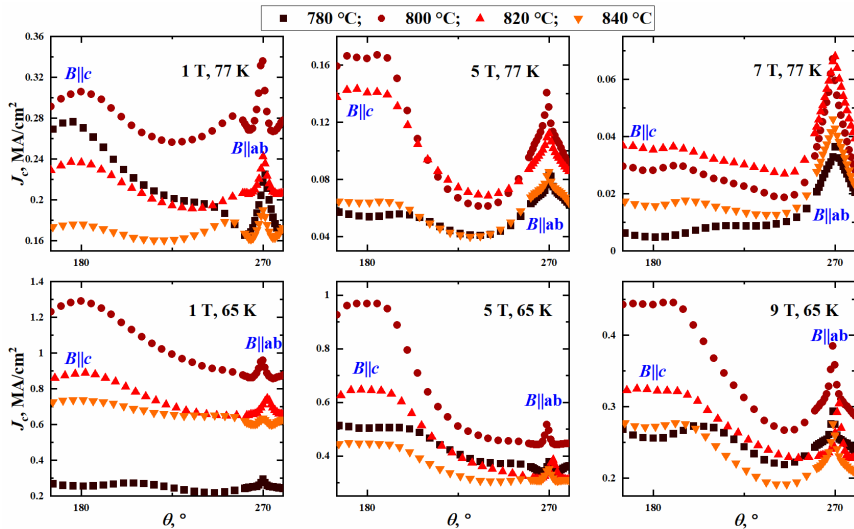 780 °C; 800 °C; 820 °C; 840 °C
J_c, MA/cm²
0.36
0.32
0.28
0.24
0.2
0.16
180
270
B||c
1 T, 77 K
B||ab
0.16
0.12
0.08
0.04
180
270
5 T, 77 K
B||c
B||ab
0.06
0.04
0.02
0
180
270
7 T, 77 K
B||c
B||ab
J_c, MA/cm²
1.4
1.2
1
0.8
0.6
0.4
0.2
180
270
1 T, 65 K
B||ab
B||c
θ, °
1
0.8
0.6
0.4
180
270
5 T, 65 K
B||c
B||ab
θ, °
0.4
0.3
0.2
180
270
9 T, 65 K
B||ab
B||c
θ, °